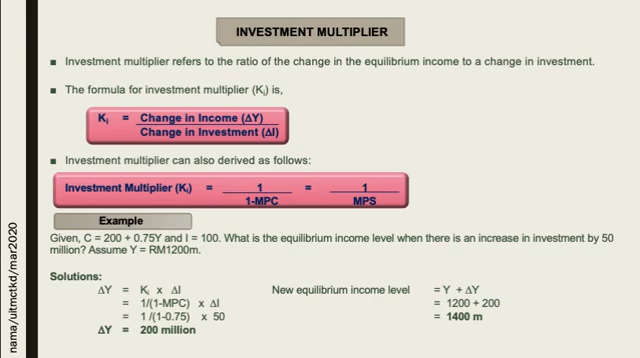 INVESTMENT MULTIPLIER
▪ Investment multiplier refers to the ratio of the change in the equilibrium income to a change in investment.
▪ The formula for investment multiplier (Ki) is,
Ki = Change in Income (ΔY)
Change in Investment (ΔI)
▪ Investment multiplier can also derived as follows:
Investment Multiplier (Ki) = 1 = 1
1-MPC MPS
Example
Given, C = 200 + 0.75Y and I = 100. What is the equilibrium income level when there is an increase in investment by 50
million? Assume Y = RM1200m.
Solutions:
ΔY = Ki x ΔI New equilibrium income level = Y + ΔY
= 1/(1-MPC) x ΔI = 1200 + 200
= 1 /(1-0.75) x 50 = 1400 m
ΔY = 200 million
nama/uitmctkd/mar2020